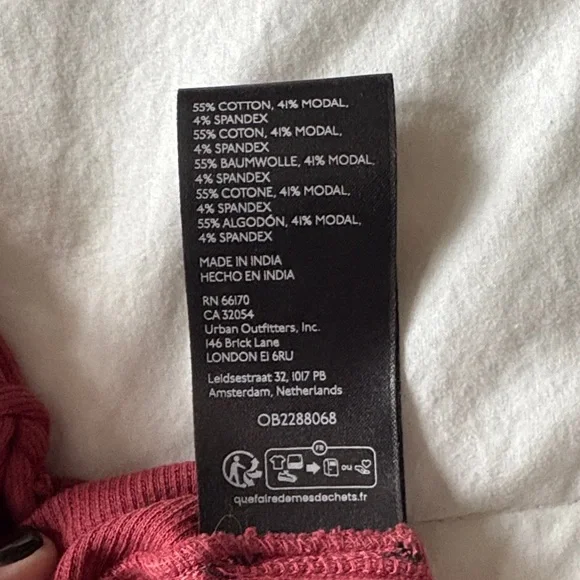 55% COTTON, 41% MODAL,
4% SPANDEX
55% COTON, 41% MODAL,
4% SPANDEX
55% BAUMWOLLE, 41% MODAL,
4% SPANDEX
55% COTONE, 41% MODAL,
4% SPANDEX
55% ALGODÓN, 41% MODAL,
4% SPANDEX
MADE IN INDIA
HECHO EN INDIA
RN 66170
CA 32054
Urban Outfitters, Inc.
146 Brick Lane
LONDON E1 6RU
Leidsestraat 32, 1017 PB
Amsterdam, Netherlands
OB2288068
FR
ou
quefairedemesdechets.fr